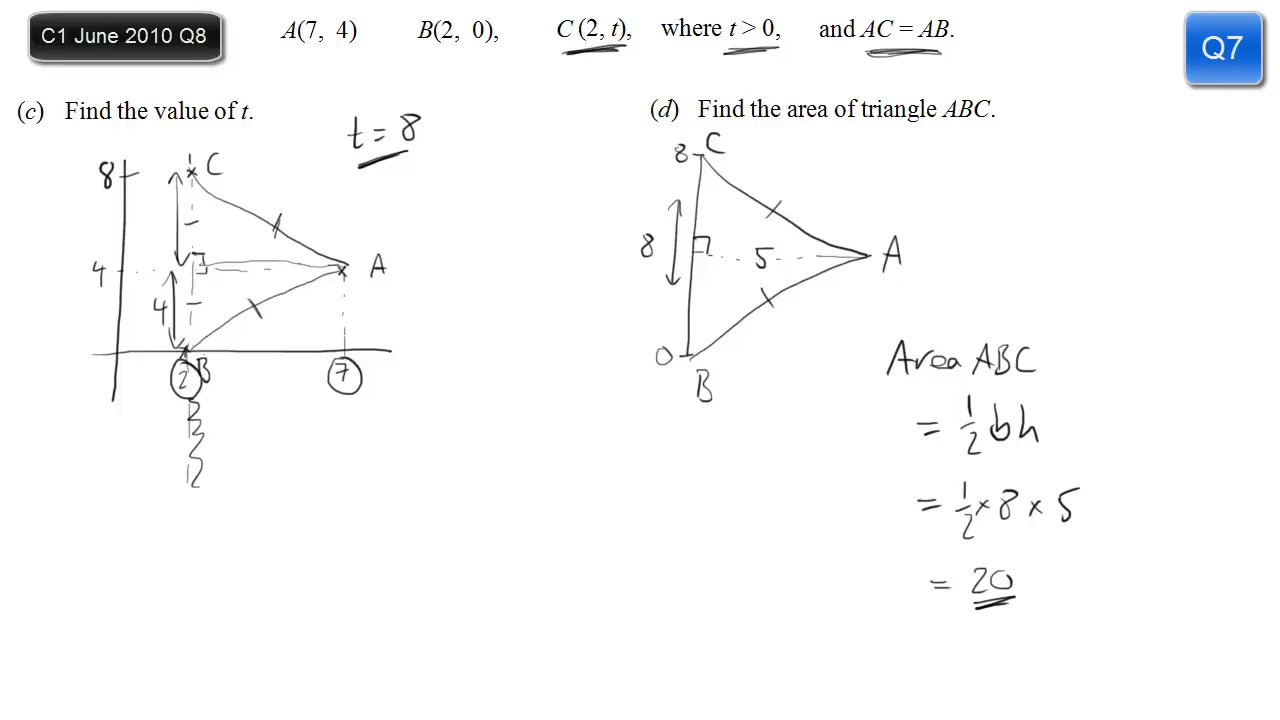 C1 June 2010 Q8
A(7, 4) B(2, 0), C (2, t), where t > 0, and AC = AB.
Q7
(c) Find the value of t.
t = 8
8
C
4
A
4
2
B
7
(d) Find the area of triangle ABC.
8
C
8
5
A
0
B
Area ABC
= 1/2 bh
= 1/2 × 8 × 5
= 20